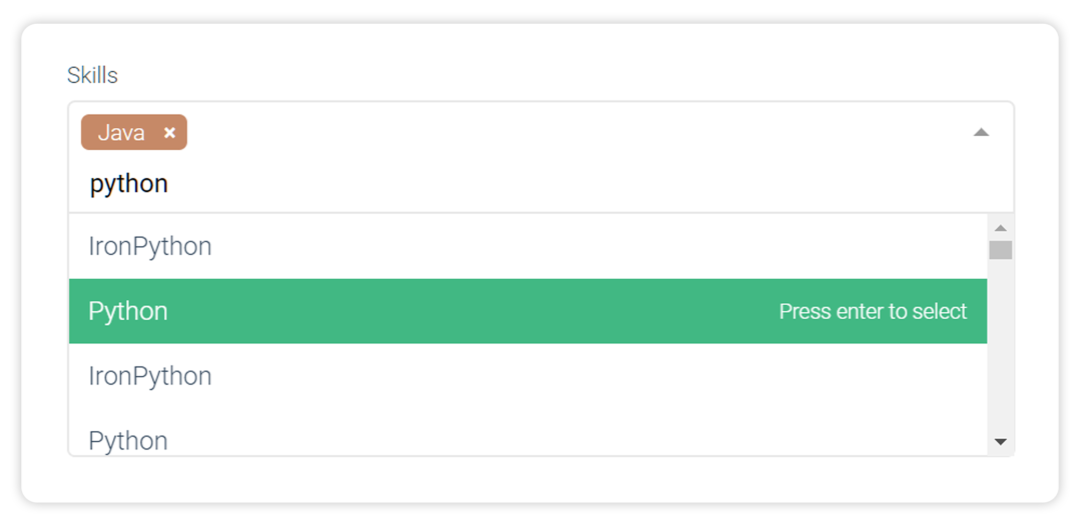 Skills
Java ×
python
IronPython
Python Press enter to select
IronPython
Python